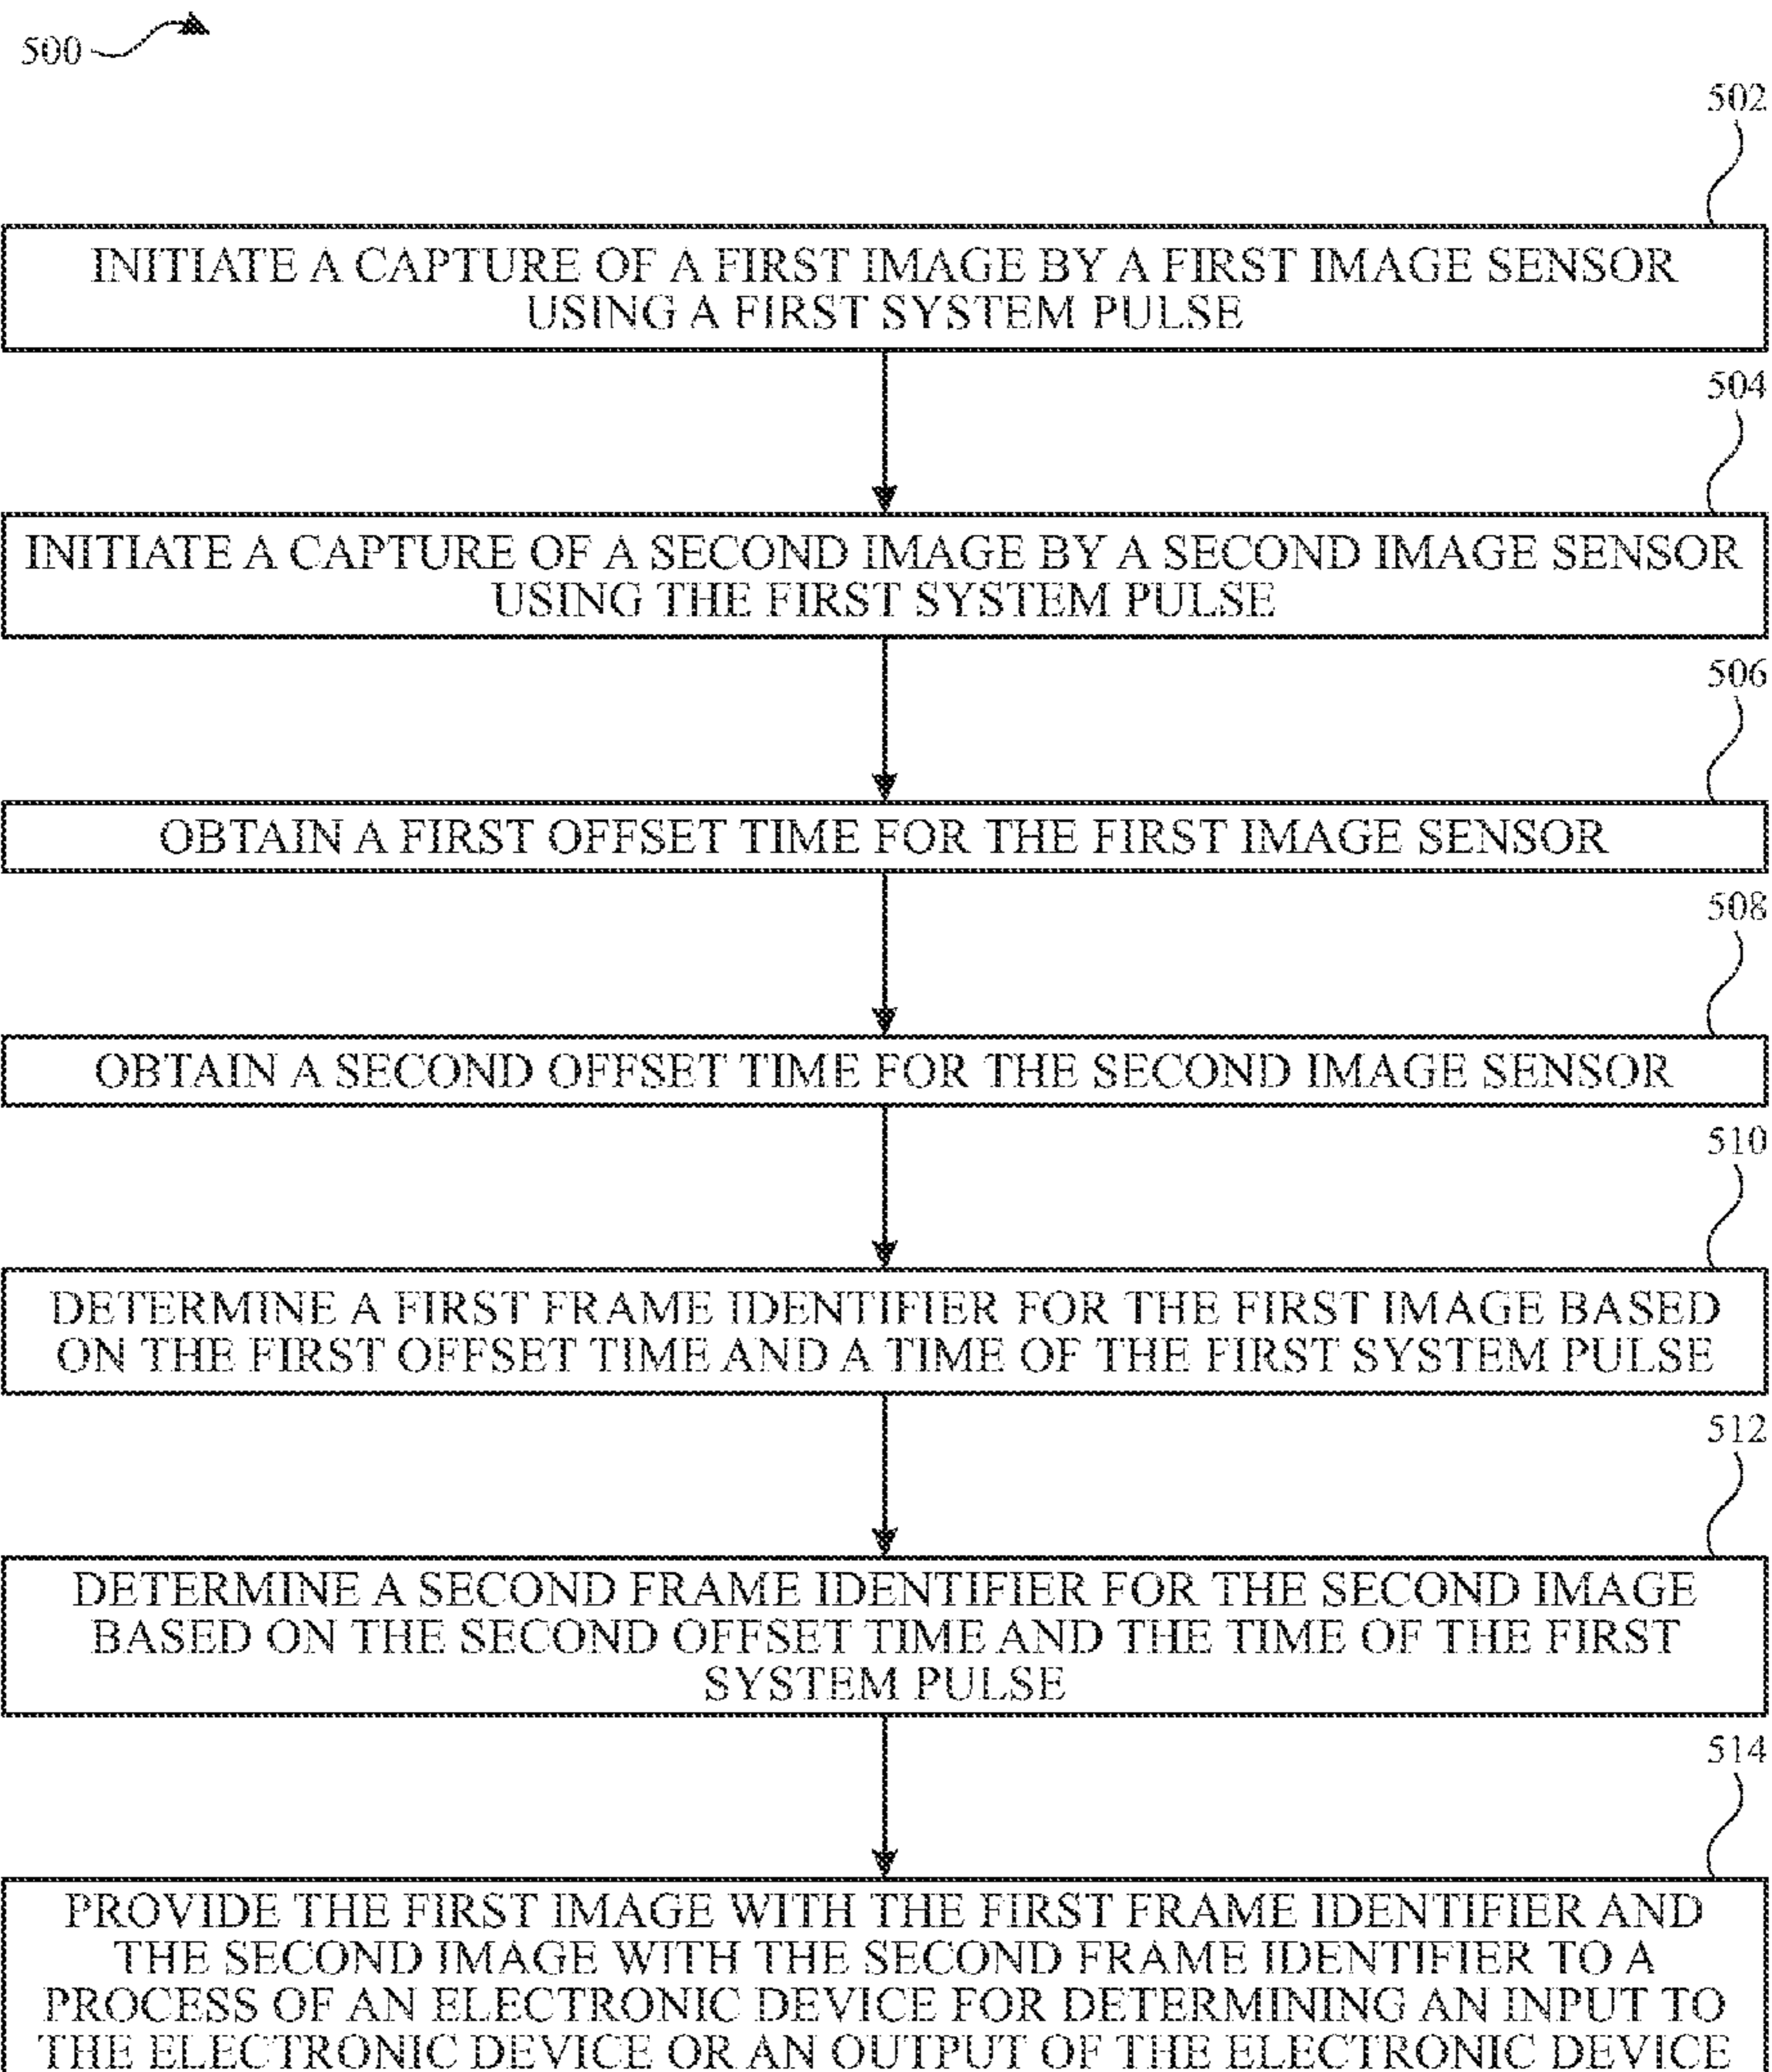 500
502
INITIATE A CAPTURE OF A FIRST IMAGE BY A FIRST IMAGE SENSOR
USING A FIRST SYSTEM PULSE
504
INITIATE A CAPTURE OF A SECOND IMAGE BY A SECOND IMAGE SENSOR
USING THE FIRST SYSTEM PULSE
506
OBTAIN A FIRST OFFSET TIME FOR THE FIRST IMAGE SENSOR
508
OBTAIN A SECOND OFFSET TIME FOR THE SECOND IMAGE SENSOR
510
DETERMINE A FIRST FRAME IDENTIFIER FOR THE FIRST IMAGE BASED
ON THE FIRST OFFSET TIME AND A TIME OF THE FIRST SYSTEM PULSE
512
DETERMINE A SECOND FRAME IDENTIFIER FOR THE SECOND IMAGE
BASED ON THE SECOND OFFSET TIME AND THE TIME OF THE FIRST
SYSTEM PULSE
514
PROVIDE THE FIRST IMAGE WITH THE FIRST FRAME IDENTIFIER AND
THE SECOND IMAGE WITH THE SECOND FRAME IDENTIFIER TO A
PROCESS OF AN ELECTRONIC DEVICE FOR DETERMINING AN INPUT TO
THE ELECTRONIC DEVICE OR AN OUTPUT OF THE ELECTRONIC DEVICE